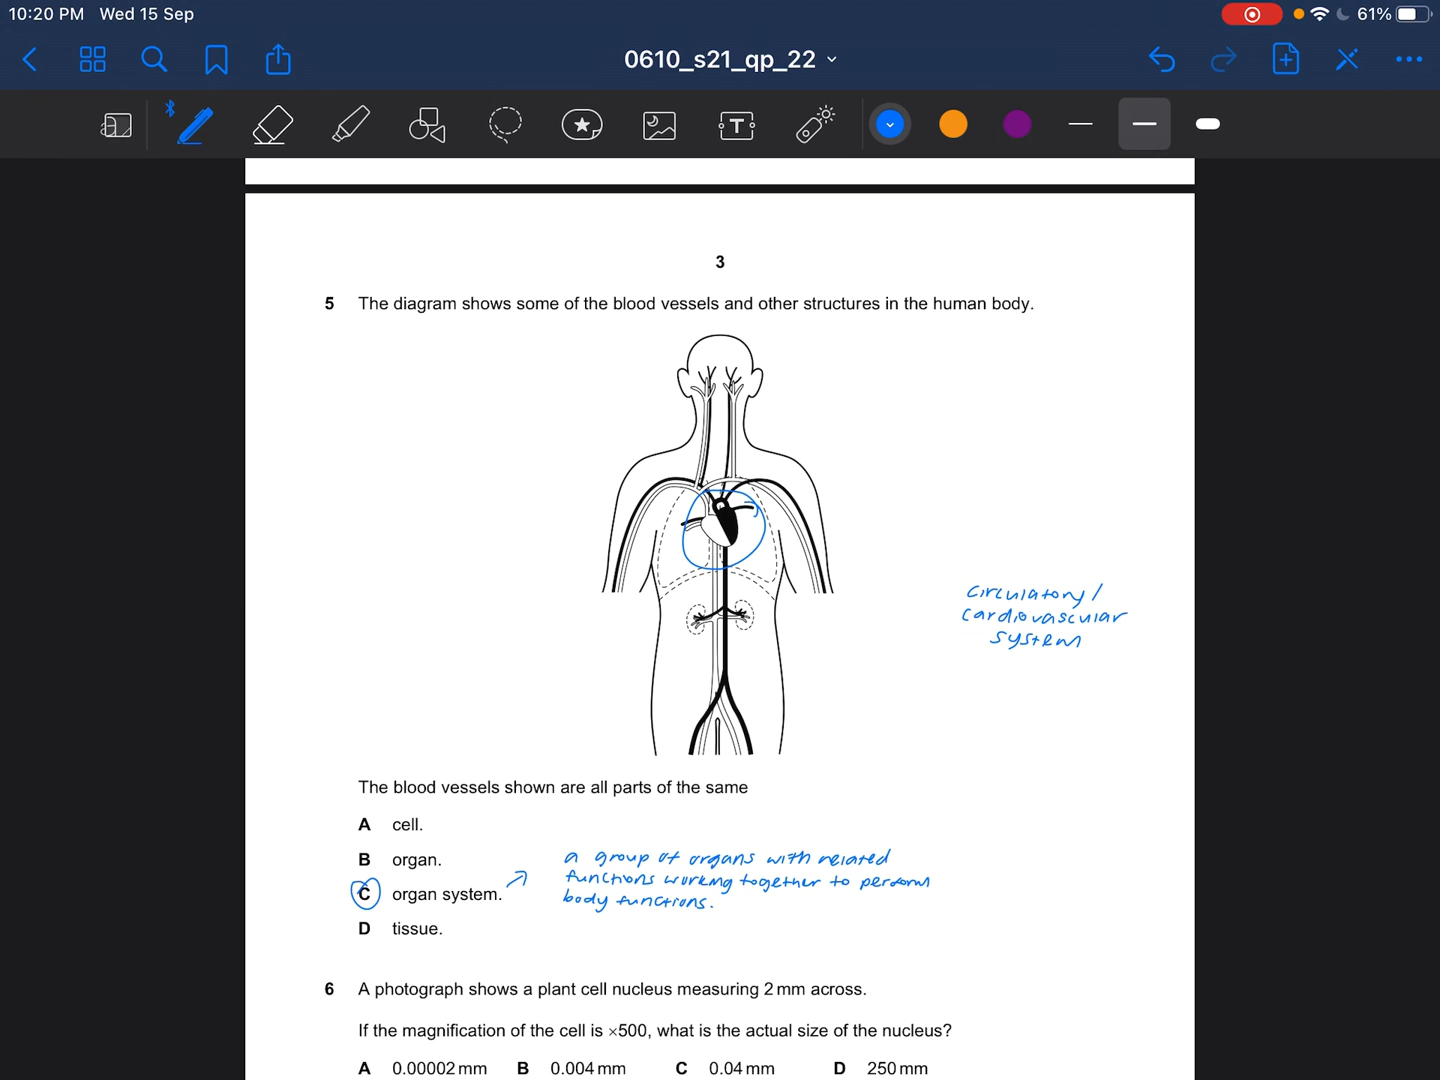 10:20 PM Wed 15 Sep
61%
0610_s21_qp_22
T
3
5 The diagram shows some of the blood vessels and other structures in the human body.
circulatory /
cardiovascular
system
The blood vessels shown are all parts of the same
A cell.
B organ.
C organ system.
D tissue.
a group of organs with related
functions working together to perform
body functions.
6 A photograph shows a plant cell nucleus measuring 2 mm across.
If the magnification of the cell is ×500, what is the actual size of the nucleus?
A 0.00002 mm B 0.004 mm C 0.04 mm D 250 mm